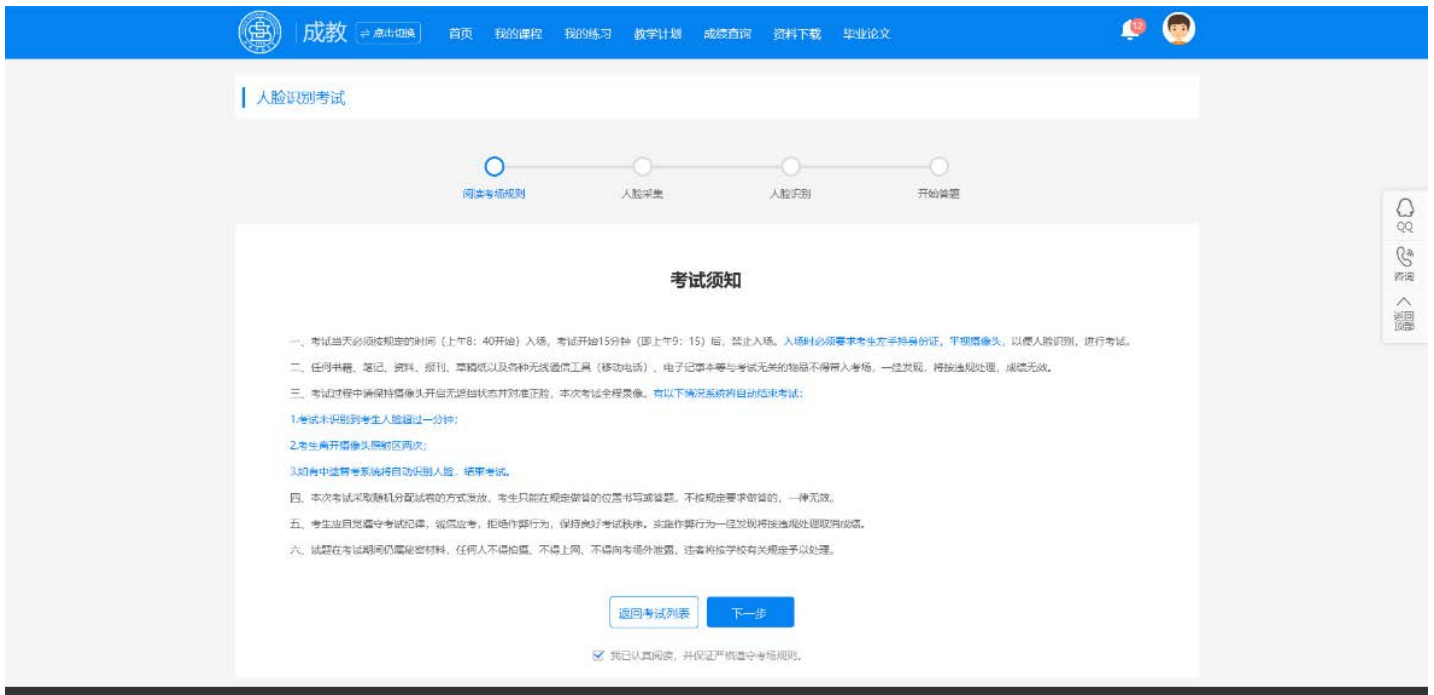 成教 点击切换 首页 我的课程 我的练习 教学计划 成绩查询 资料下载 毕业论文 12
人脸识别考试
阅读考场规则 人脸采集 人脸识别 开始答题
QQ
咨询
返回
顶部
考试须知
一、考试当天必须按规定的时间（上午8：40开始）入场，考试开始15分钟（即上午9：15）后，禁止入场。入场时必须要求考生左手持身份证，平视摄像头，以便人脸识别，进行考试。
二、任何书籍、笔记、资料、报刊、草稿纸以及各种无线通信工具（移动电话）、电子记事本等与考试无关的物品不得带入考场，一经发现，将按违规处理，成绩无效。
三、考试过程中请保持摄像头开启无遮挡状态并对准正脸，本次考试全程录像。有以下情况系统将自动结束考试：
1.考试未识别到考生人脸超过一分钟；
2.考生离开摄像头照射区两次；
3.如有中途替考系统将自动识别人脸，结束考试。
四、本次考试采取随机分配试卷的方式发放，考生只能在规定做答的位置书写或答题，不按规定要求做答的，一律无效。
五、考生应自觉遵守考试纪律，诚信应考，拒绝作弊行为，保持良好考试秩序。实施作弊行为一经发现将按违规处理取消成绩。
六、试题在考试期间仍属秘密材料，任何人不得拍摄、不得上网、不得向考场外泄露，违者将按学校有关规定予以处理。
返回考试列表 下一步
我已认真阅读，并保证严格遵守考场规则。